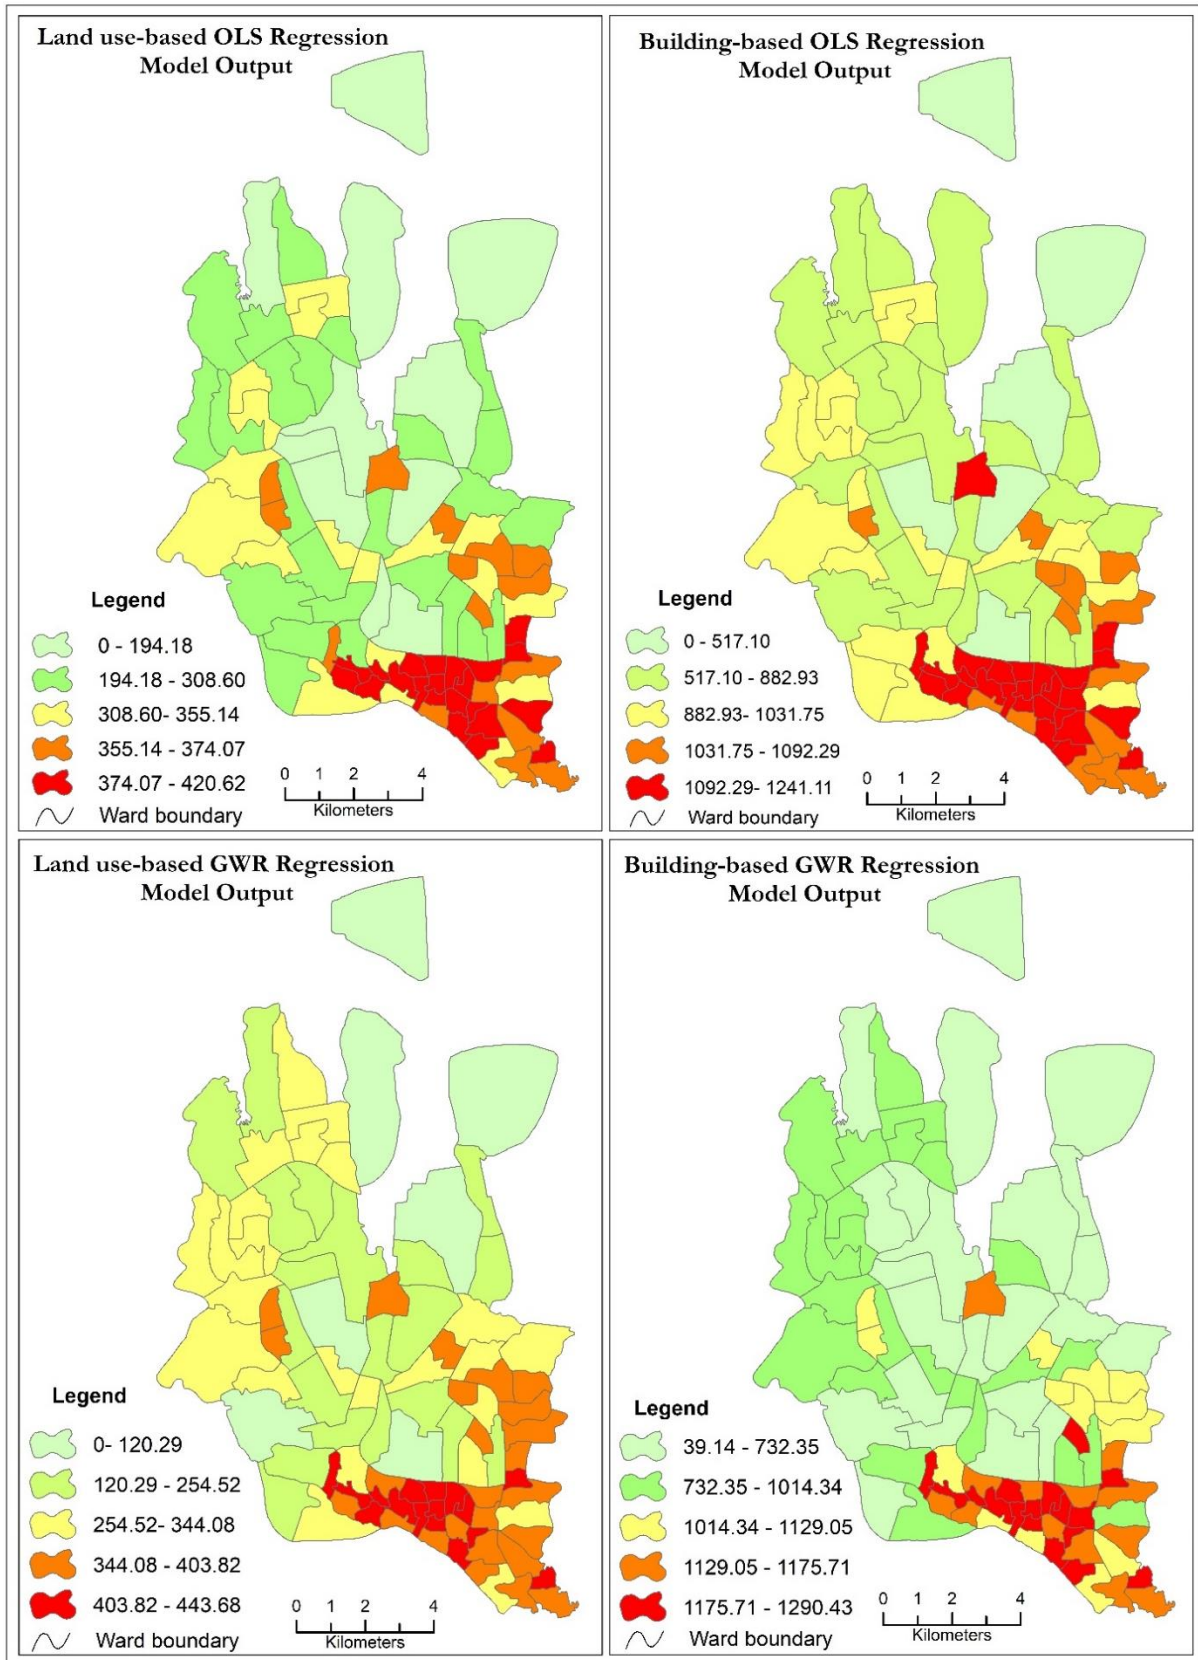 Land use-based OLS Regression
Model Output
Legend
0 - 194.18
194.18 - 308.60
308.60- 355.14
355.14 - 374.07
374.07 - 420.62
Ward boundary
0 1 2 4
Kilometers
Building-based OLS Regression
Model Output
Legend
0 - 517.10
517.10 - 882.93
882.93- 1031.75
1031.75 - 1092.29
1092.29- 1241.11
Ward boundary
0 1 2 4
Kilometers
Land use-based GWR Regression
Model Output
Legend
0- 120.29
120.29 - 254.52
254.52- 344.08
344.08 - 403.82
403.82 - 443.68
Ward boundary
0 1 2 4
Kilometers
Building-based GWR Regression
Model Output
Legend
39.14 - 732.35
732.35 - 1014.34
1014.34 - 1129.05
1129.05 - 1175.71
1175.71 - 1290.43
Ward boundary
0 1 2 4
Kilometers